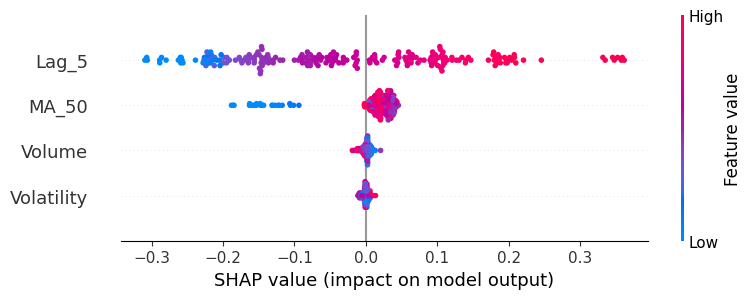 High
Lag_5
MA_50
Volume
Volatility
Feature value
Low
−0.3 −0.2 −0.1 0.0 0.1 0.2 0.3
SHAP value (impact on model output)